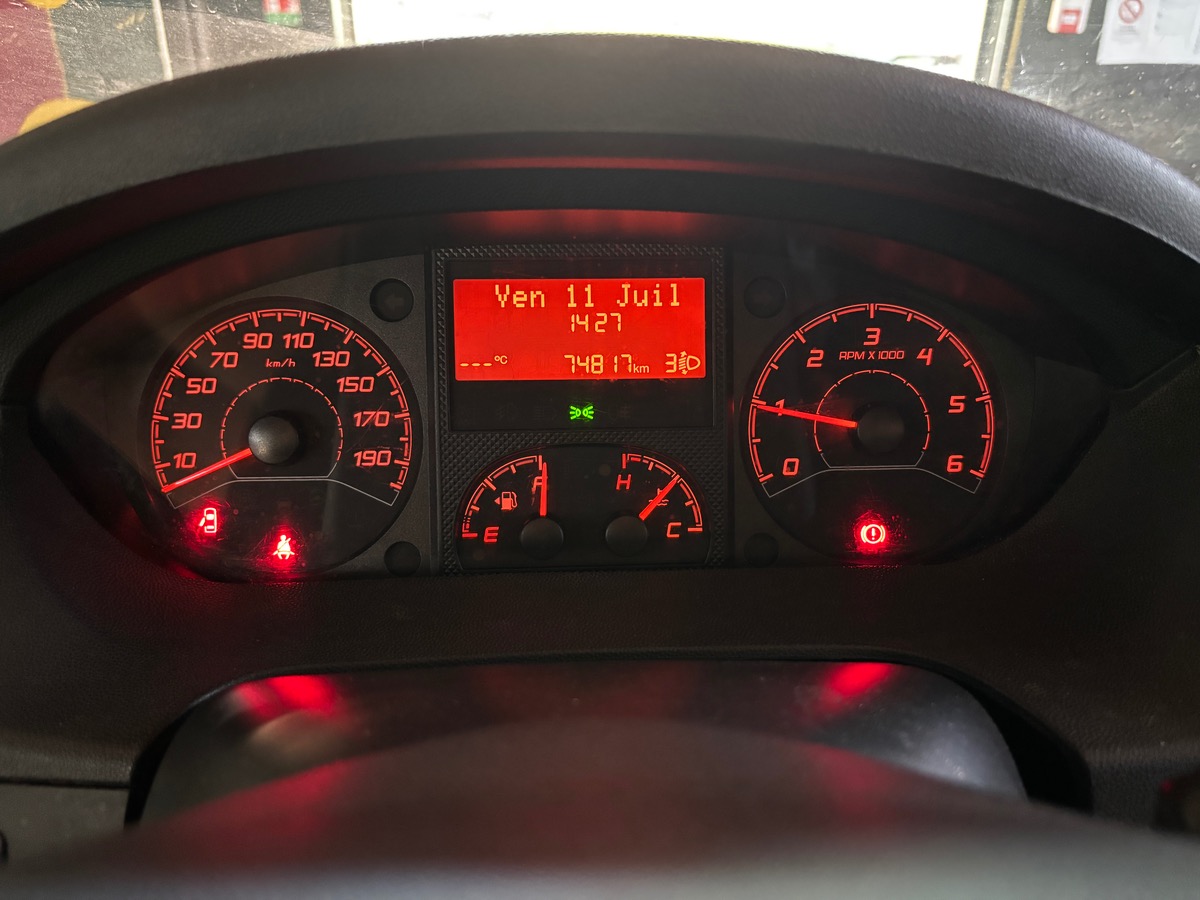 Ven 11 Juil
14 27
---°C 74817km 3
10 30 50 70 90 110 130 150 170 190
km/h
0 1 2 3 4 5 6
RPM X 1000
E F
H C